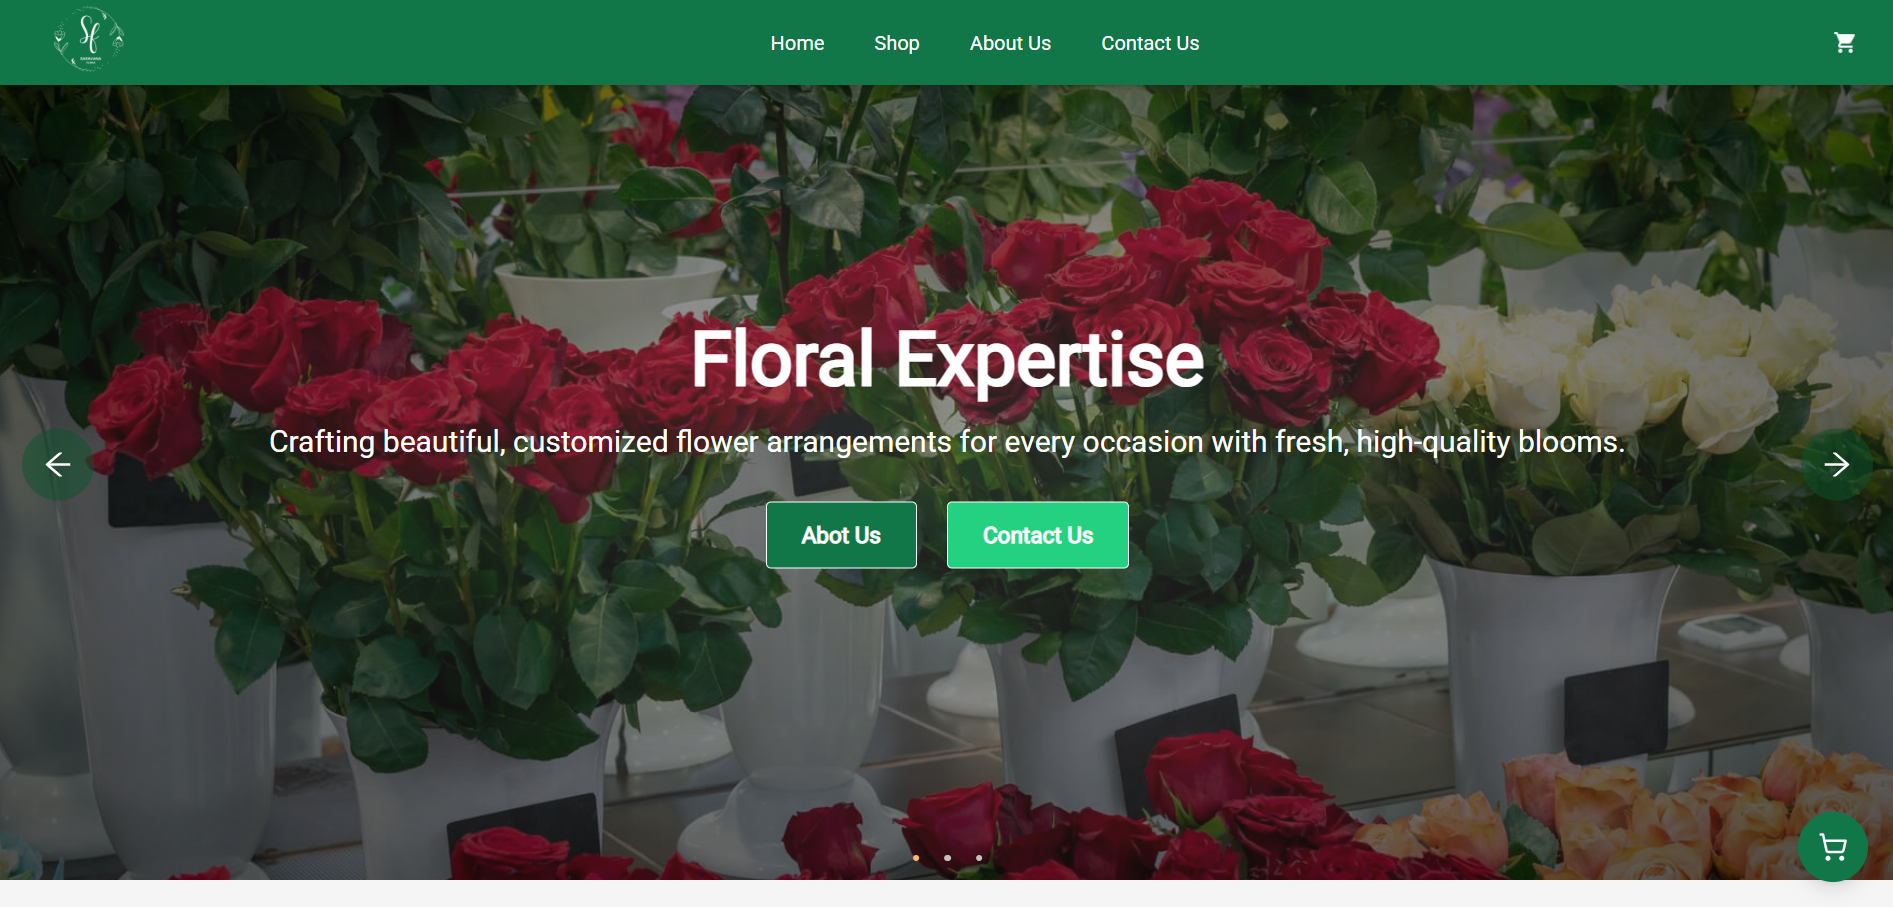 Sf
Home Shop About Us Contact Us
Floral Expertise
Crafting beautiful, customized flower arrangements for every occasion with fresh, high-quality blooms.
Abot Us Contact Us